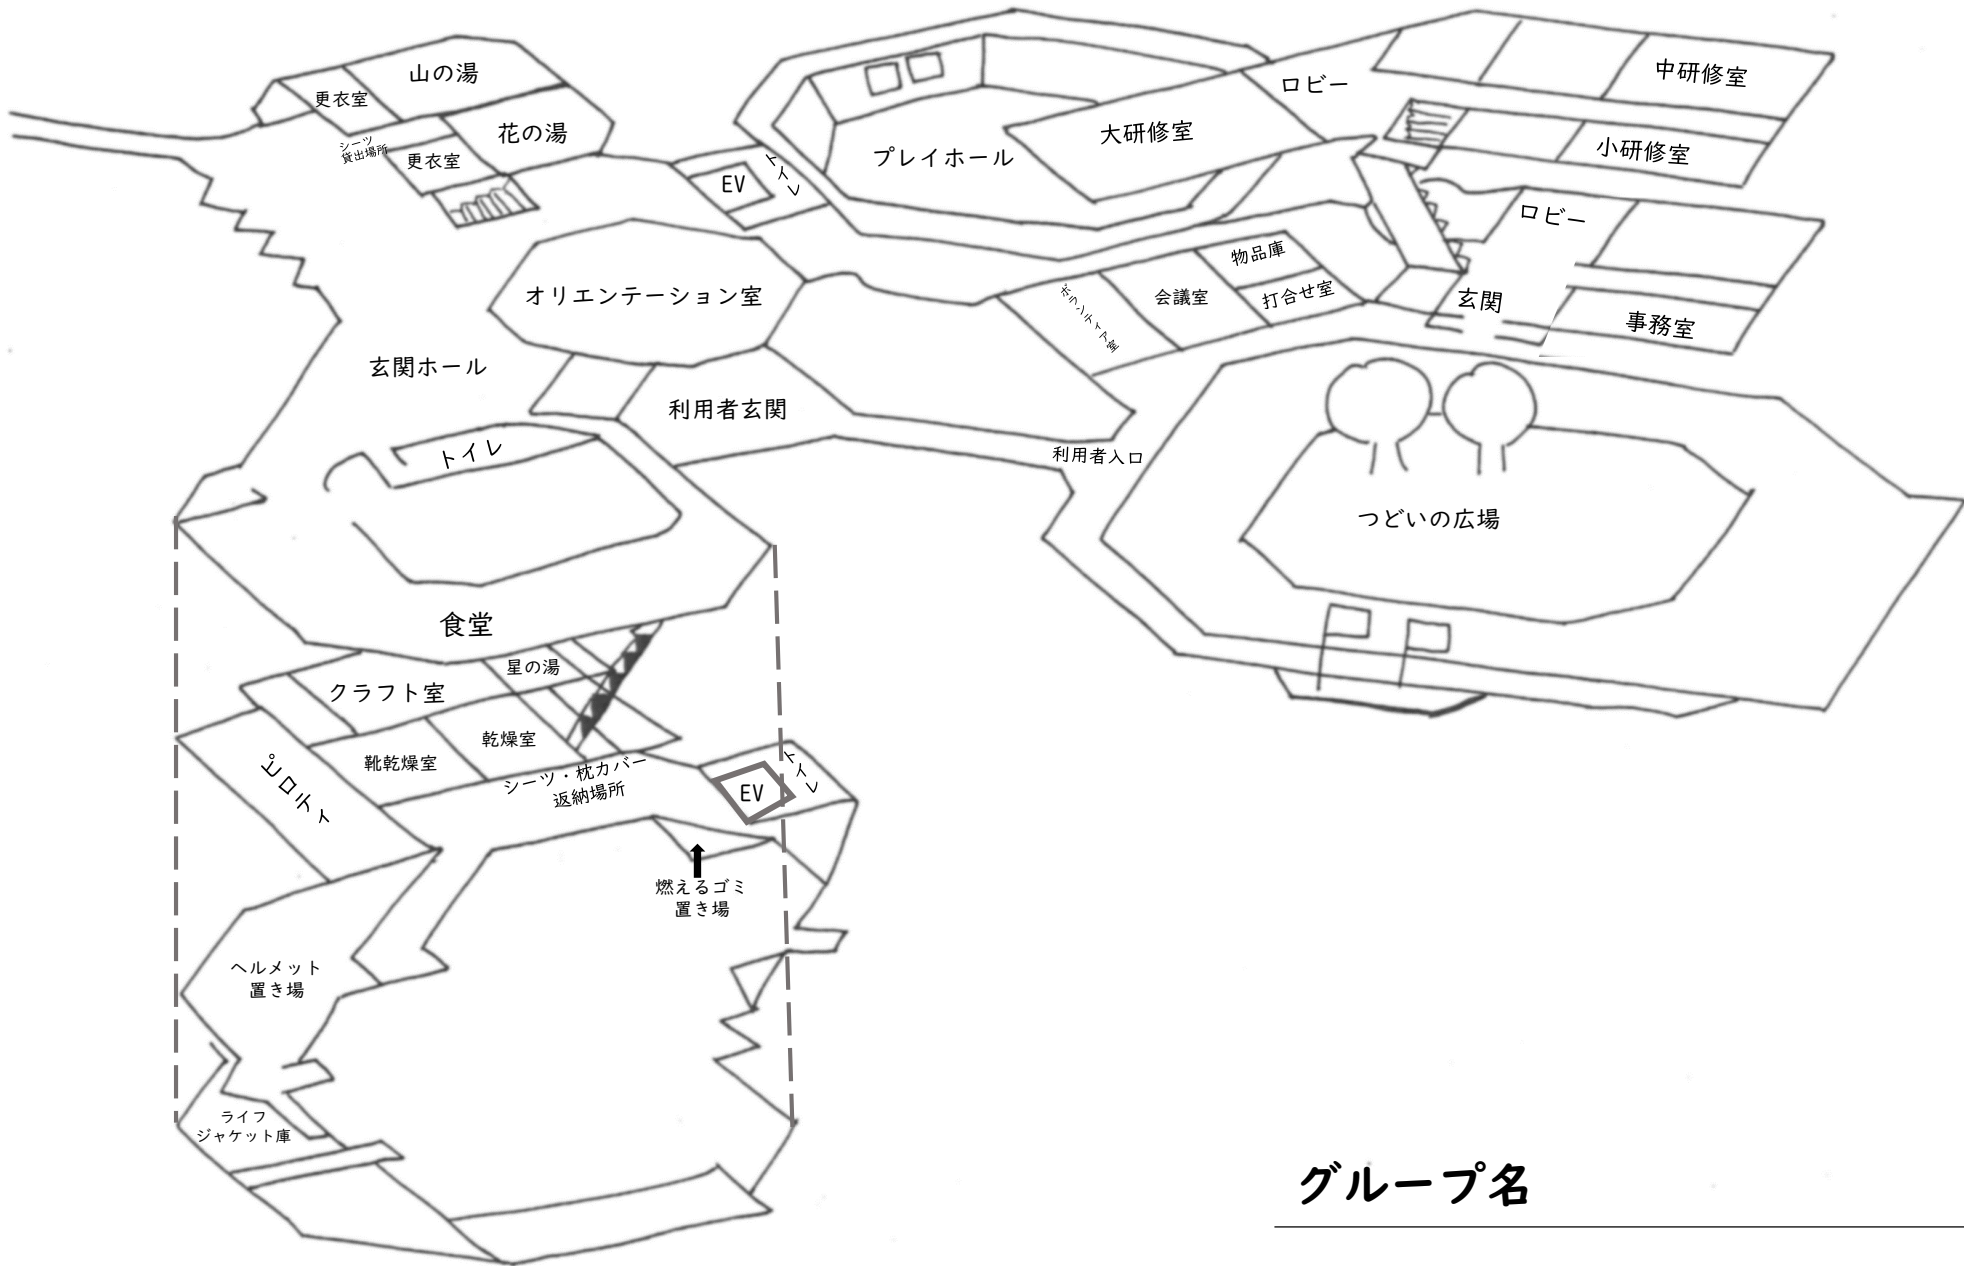 山の湯
更衣室
シーツ
貸出場所
花の湯
更衣室
EV
トイレ
プレイホール
大研修室
ロビー
中研修室
小研修室
ロビー
オリエンテーション室
物品庫
会議室
打合せ室
ボランティア室
玄関
事務室
玄関ホール
利用者玄関
トイレ
利用者入口
つどいの広場
食堂
星の湯
クラフト室
乾燥室
靴乾燥室
ピロティ
シーツ・枕カバー
返納場所
EV
トイレ
燃えるゴミ
置き場
ヘルメット
置き場
ライフ
ジャケット庫
グループ名